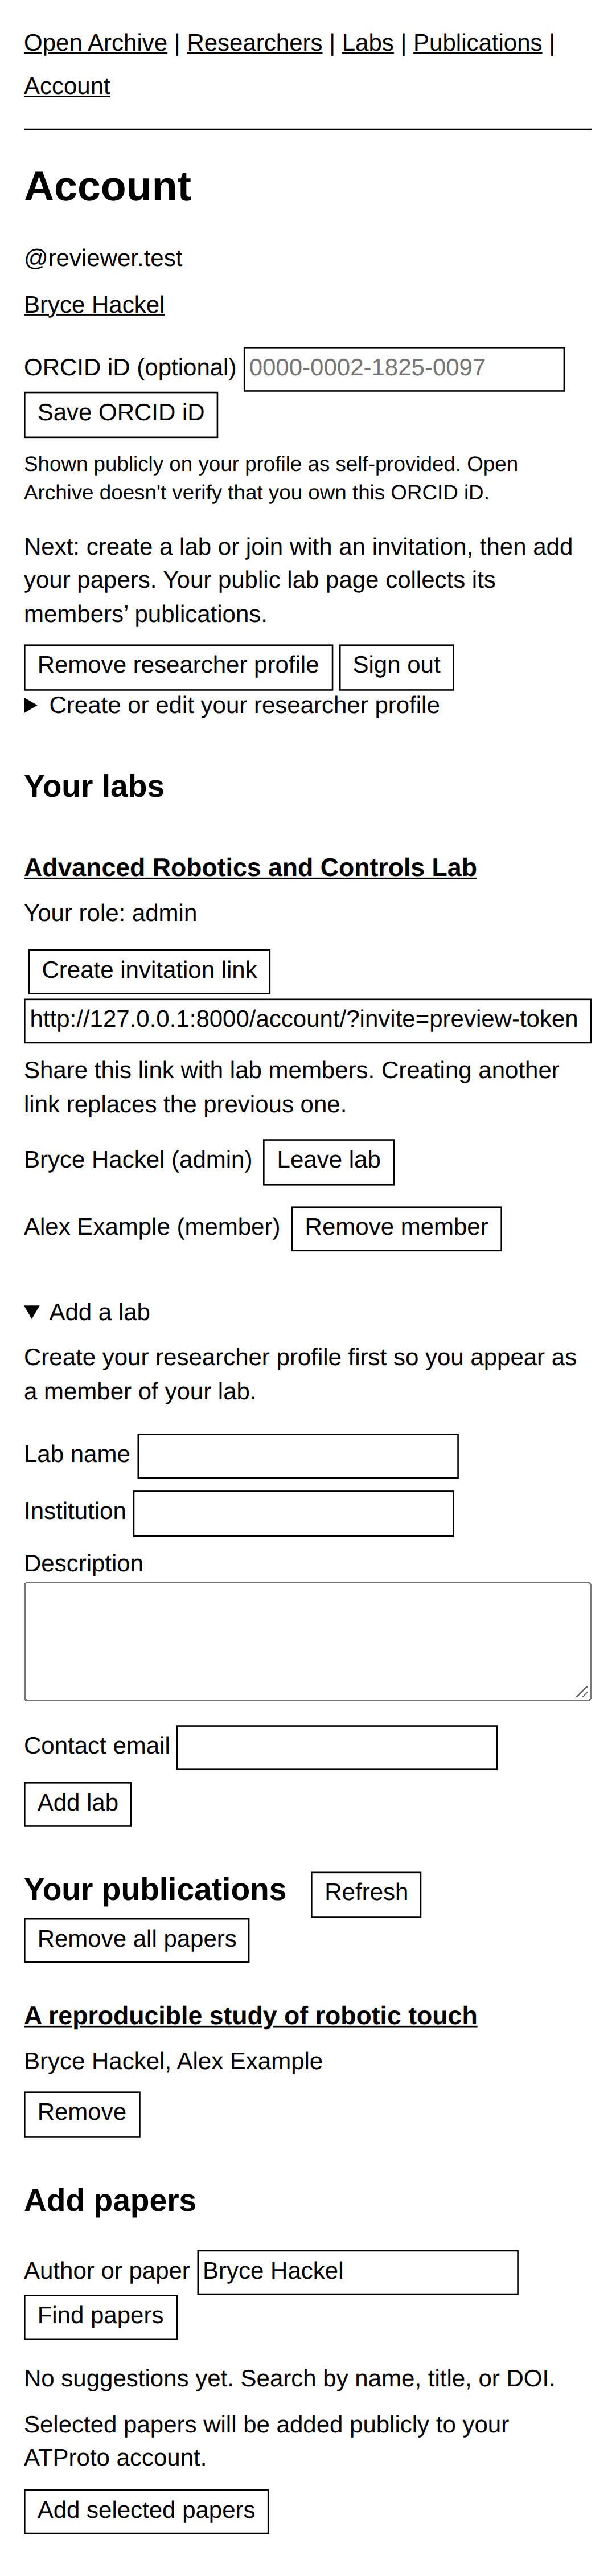 Open Archive | Researchers | Labs | Publications |
Account
Account
@reviewer.test
Bryce Hackel
ORCID iD (optional) 0000-0002-1825-0097
Save ORCID iD
Shown publicly on your profile as self-provided. Open
Archive doesn't verify that you own this ORCID iD.
Next: create a lab or join with an invitation, then add
your papers. Your public lab page collects its
members’ publications.
Remove researcher profile Sign out
Create or edit your researcher profile
Your labs
Advanced Robotics and Controls Lab
Your role: admin
Create invitation link
http://127.0.0.1:8000/account/?invite=preview-token
Share this link with lab members. Creating another
link replaces the previous one.
Bryce Hackel (admin) Leave lab
Alex Example (member) Remove member
Add a lab
Create your researcher profile first so you appear as
a member of your lab.
Lab name
Institution
Description
Contact email
Add lab
Your publications Refresh
Remove all papers
A reproducible study of robotic touch
Bryce Hackel, Alex Example
Remove
Add papers
Author or paper Bryce Hackel
Find papers
No suggestions yet. Search by name, title, or DOI.
Selected papers will be added publicly to your
ATProto account.
Add selected papers